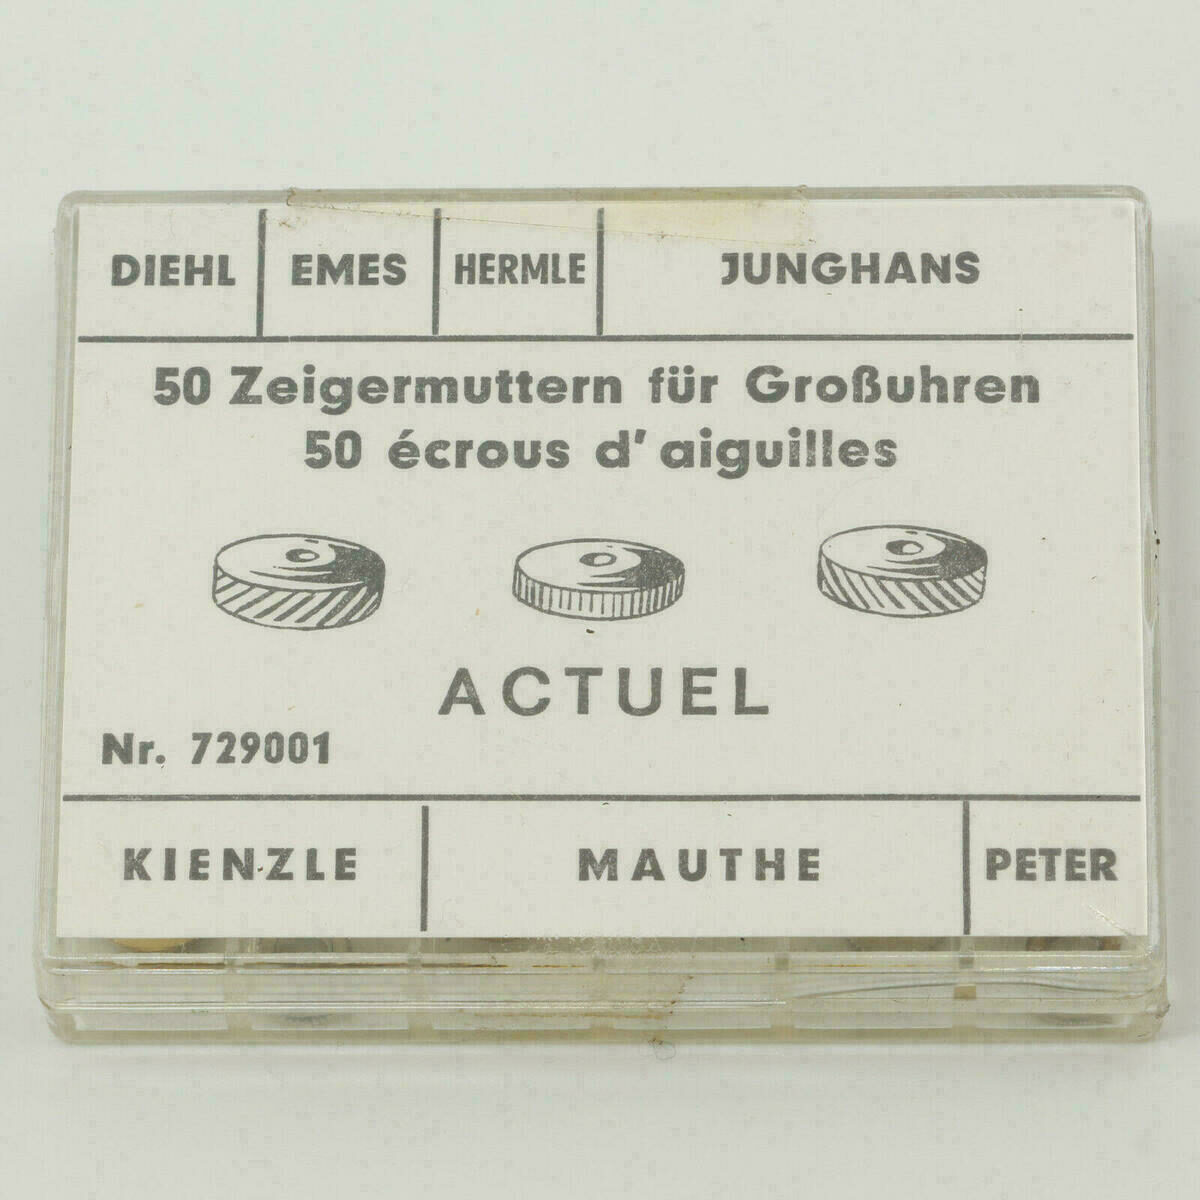 DIEHL EMES HERMLE JUNGHANS
50 Zeigermuttern für Großuhren
50 écrous d'aiguilles
ACTUEL
Nr. 729001
KIENZLE MAUTHE PETER